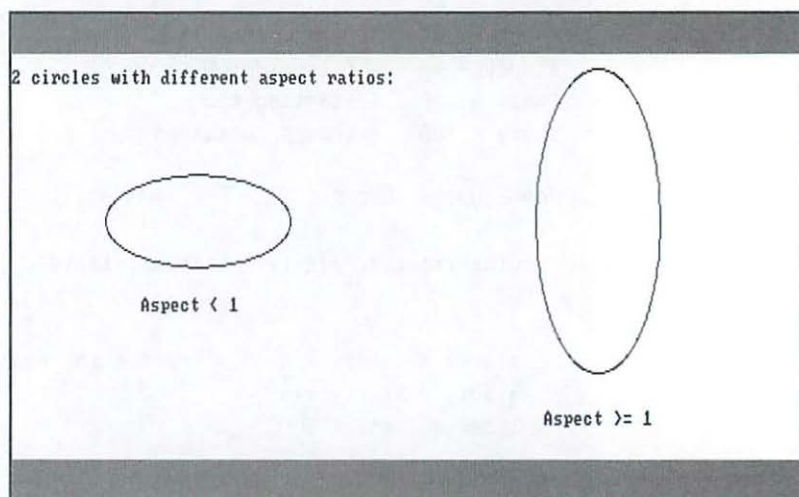 2 circles with different aspect ratios:
Aspect < 1
Aspect >= 1